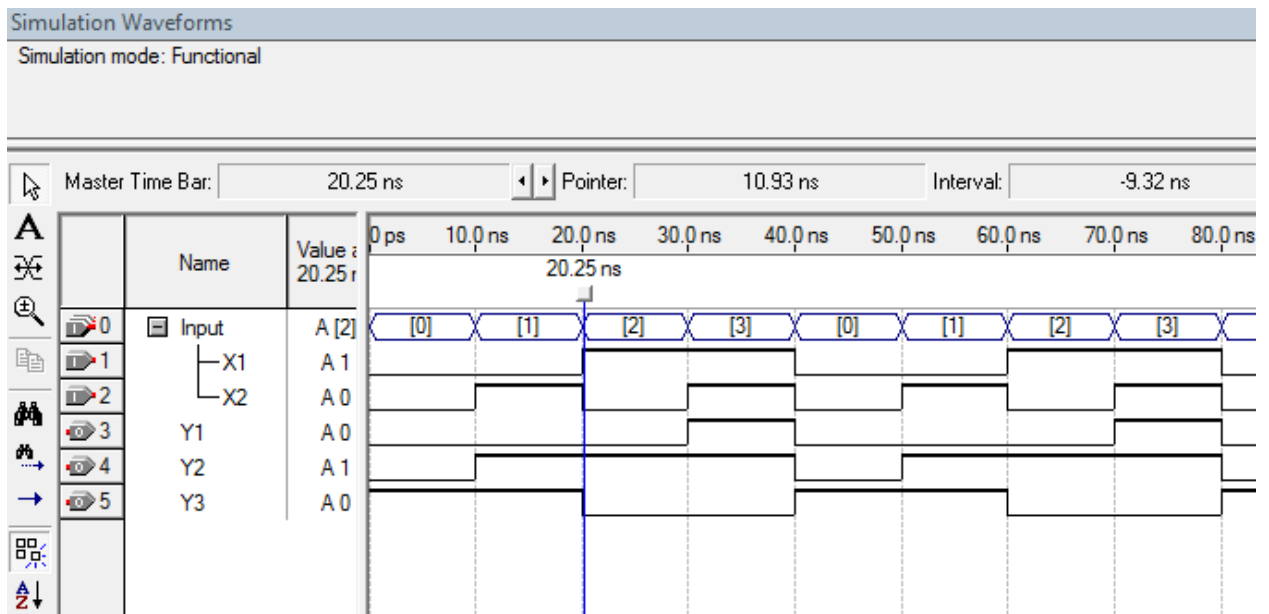 Simulation Waveforms
Simulation mode: Functional
Master Time Bar: 20.25 ns Pointer: 10.93 ns Interval: -9.32 ns
Name
Value a
20.25 n
0 ps 10.0 ns 20.0 ns 30.0 ns 40.0 ns 50.0 ns 60.0 ns 70.0 ns 80.0 ns
20.25 ns
0 Input A [2] [0] [1] [2] [3] [0] [1] [2] [3]
1 X1 A 1
2 X2 A 0
3 Y1 A 0
4 Y2 A 1
5 Y3 A 0
A
A
Z